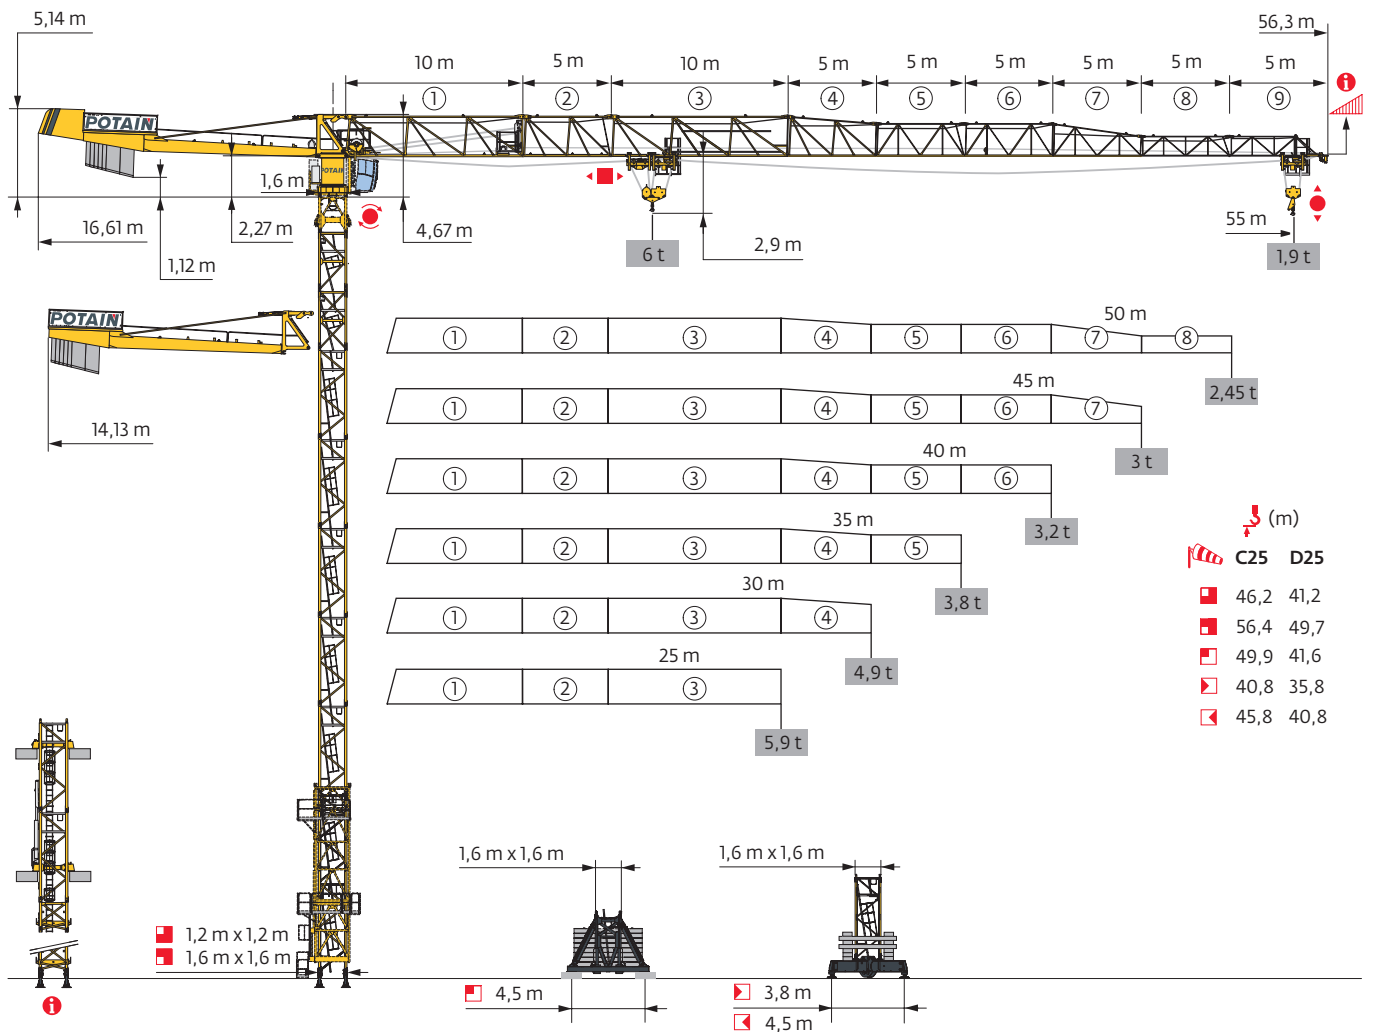 5,14 m
56,3 m
10 m 5 m 10 m 5 m 5 m 5 m 5 m 5 m 5 m
1 2 3 4 5 6 7 8 9
i
POTAIN
POTAIN
1,6 m
16,61 m
2,27 m
4,67 m
55 m
1,12 m
6 t
2,9 m
1,9 t
POTAIN
14,13 m
50 m
1 2 3 4 5 6 7 8
2,45 t
45 m
1 2 3 4 5 6 7
3 t
40 m
1 2 3 4 5 6
3,2 t
35 m
1 2 3 4 5
3,8 t
30 m
1 2 3 4
4,9 t
25 m
1 2 3
5,9 t
(m)
C25 D25
46,2 41,2
56,4 49,7
49,9 41,6
40,8 35,8
45,8 40,8
1,6 m x 1,6 m
1,6 m x 1,6 m
1,2 m x 1,2 m
1,6 m x 1,6 m
i
4,5 m
3,8 m
4,5 m